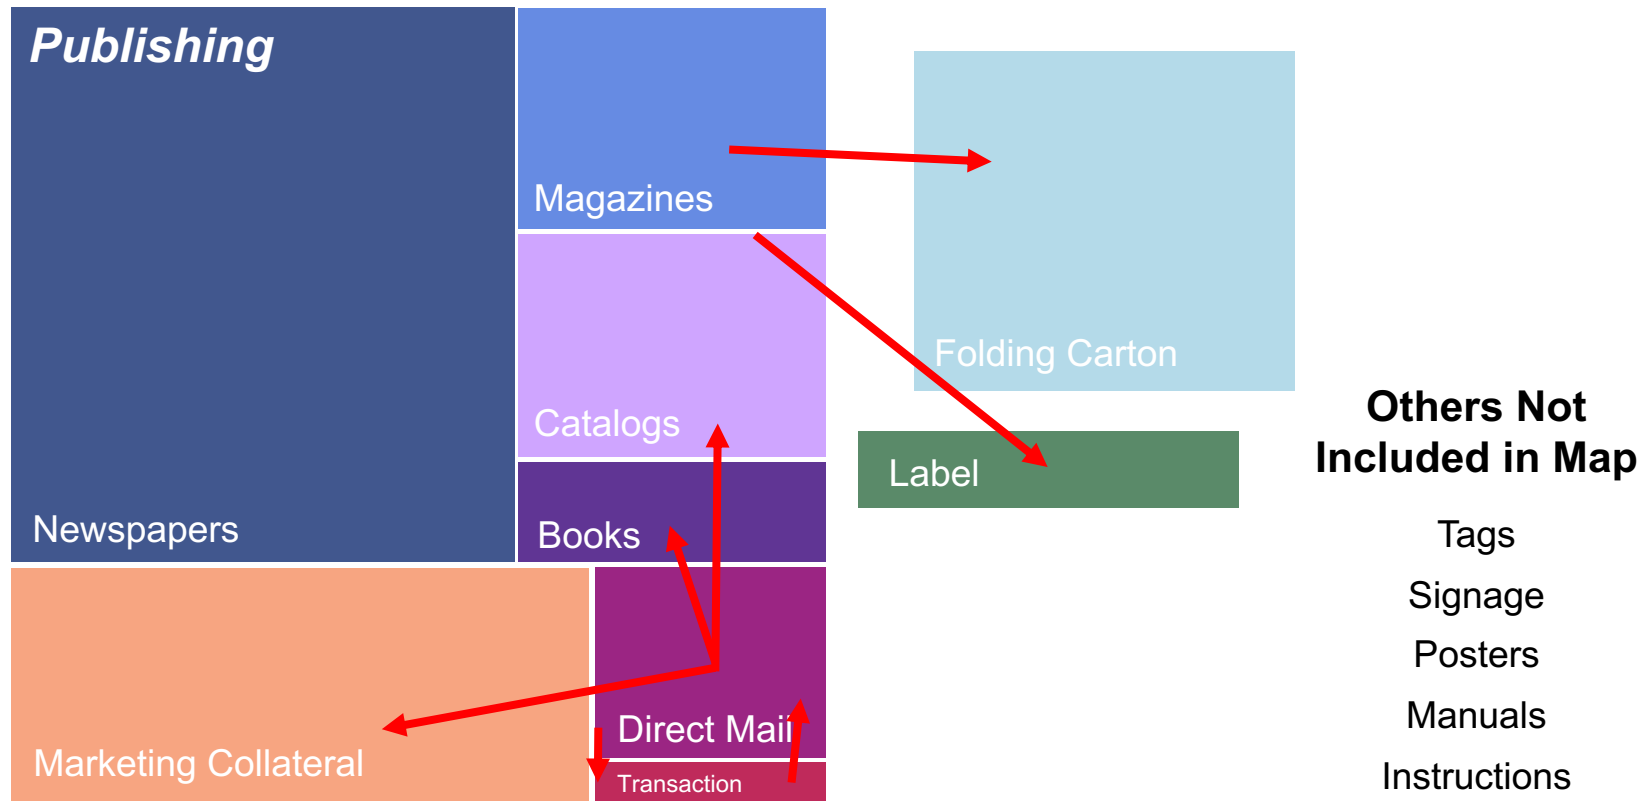 Publishing
Magazines
Folding Carton
Catalogs
Label
Newspapers
Books
Marketing Collateral
Direct Mail
Transaction
Others Not
Included in Map
Tags
Signage
Posters
Manuals
Instructions